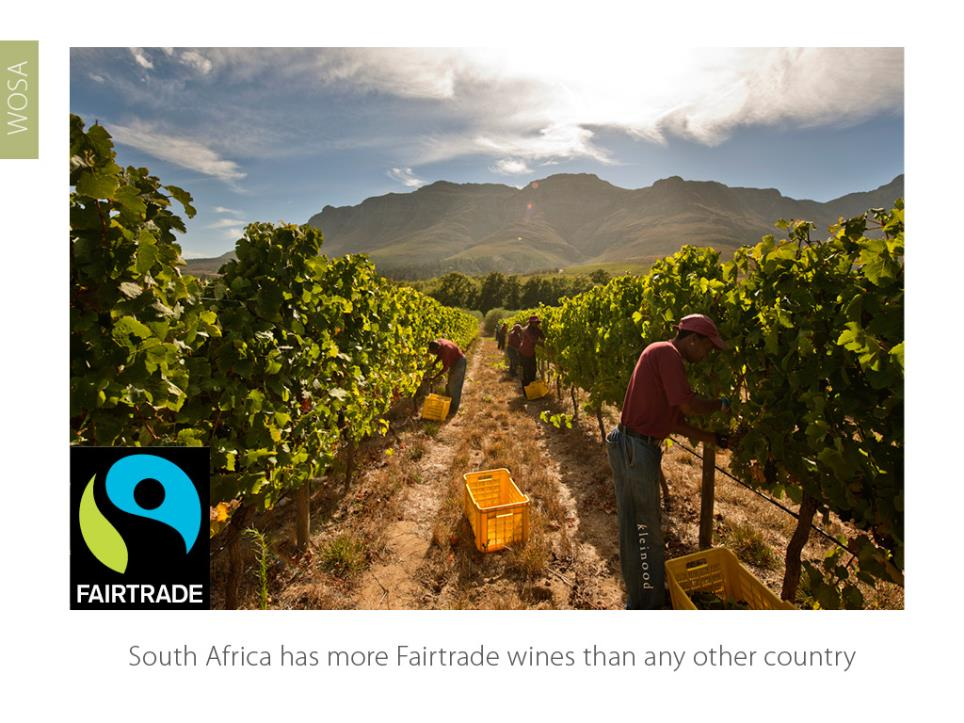 WOSA
kleinood
FAIRTRADE
South Africa has more Fairtrade wines than any other country